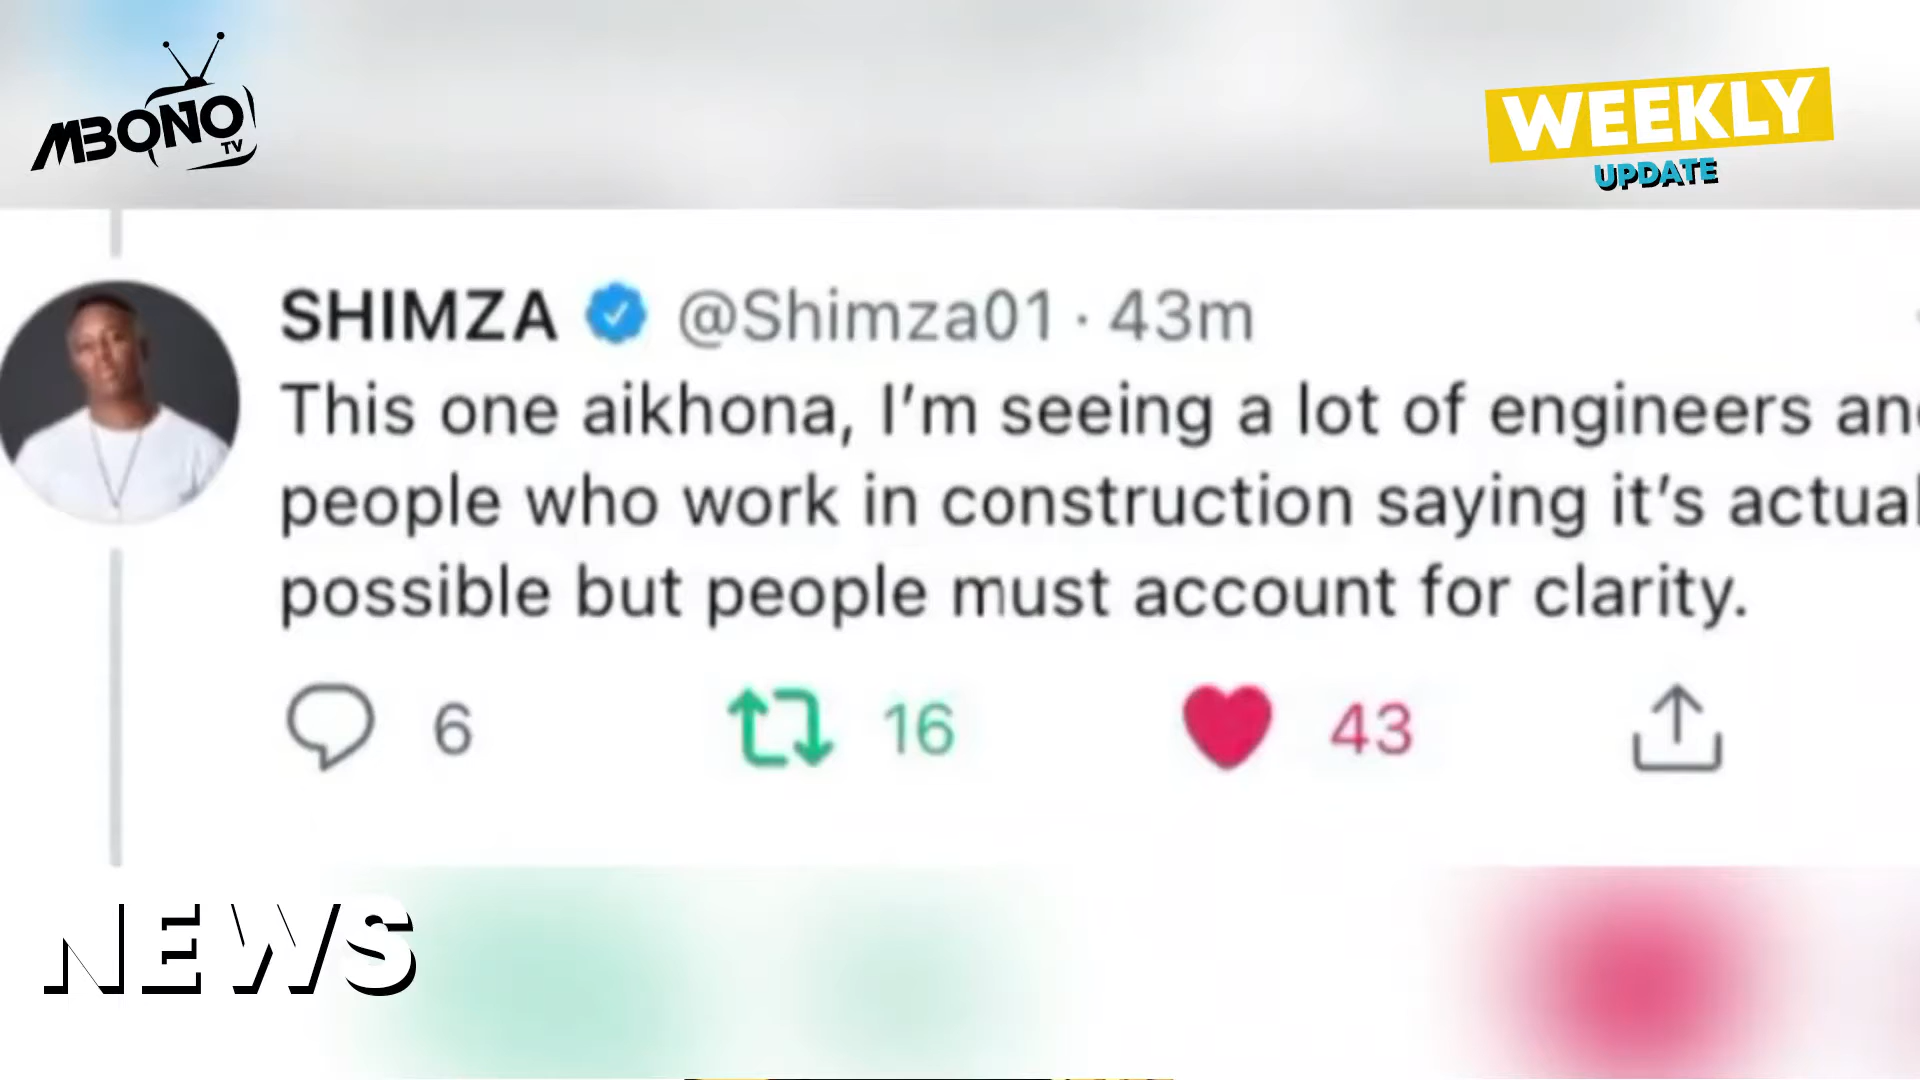 MBONO
TV
WEEKLY
UPDATE
SHIMZA @Shimza01 · 43m
This one aikhona, I’m seeing a lot of engineers
people who work in construction saying it’s
possible but people must account for clarity.
6 16 43
NEWS